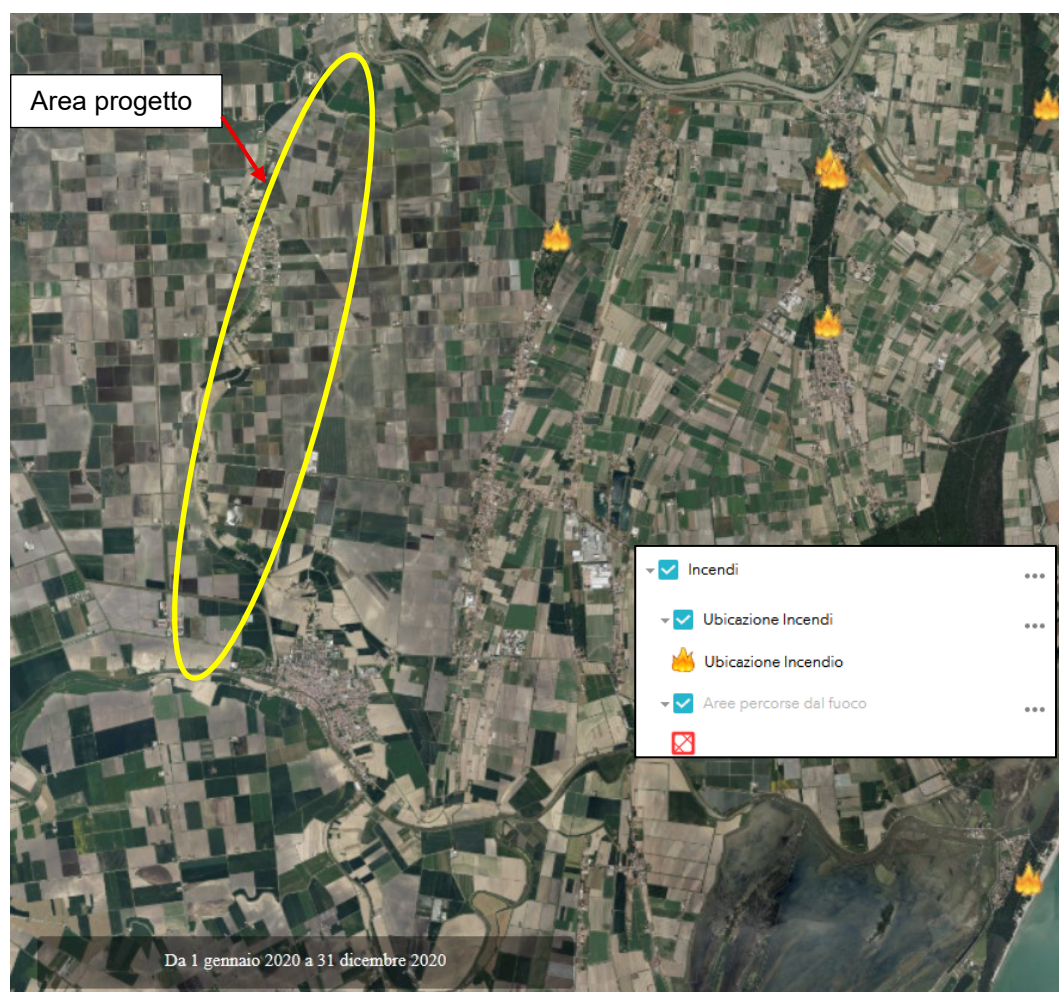 Area progetto
Incendi
Ubicazione Incendi
Ubicazione Incendio
Aree percorse dal fuoco
Da 1 gennaio 2020 a 31 dicembre 2020